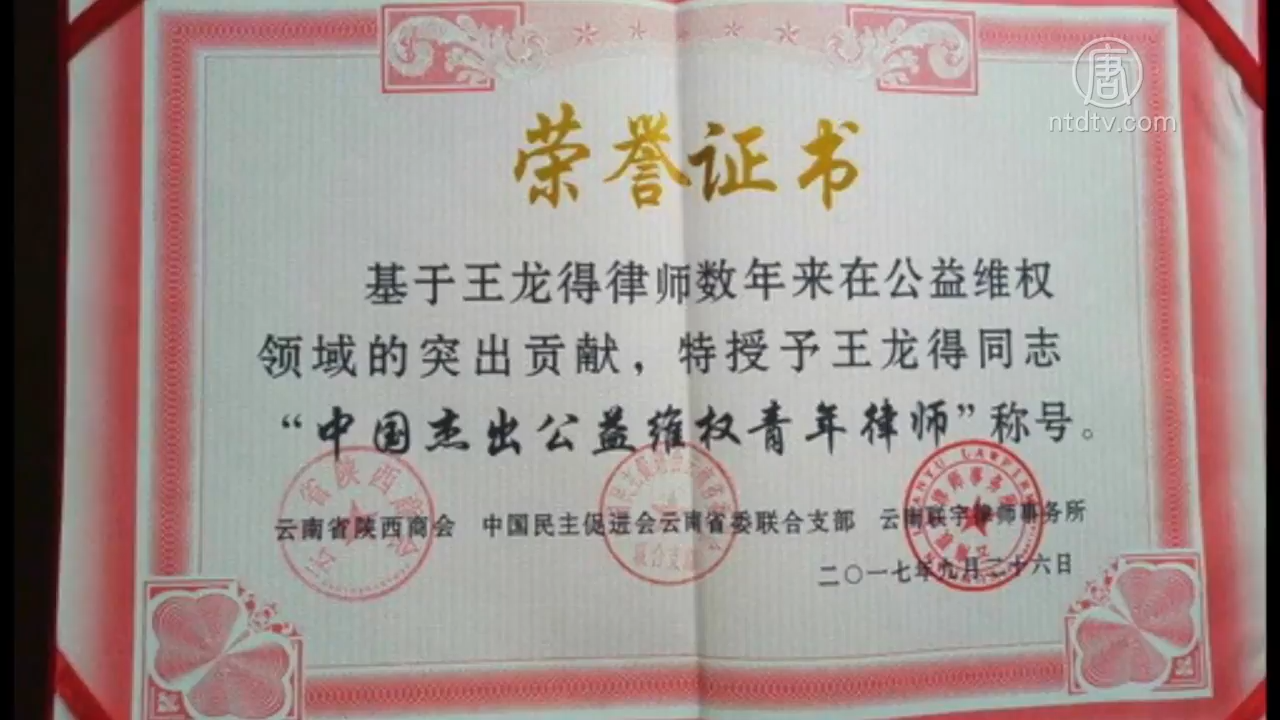 唐
ntdtv.com
荣誉证书
基于王龙得律师数年来在公益维权
领域的突出贡献，特授予王龙得同志
“中国杰出公益维权青年律师”称号。
云南省陕西商会 中国民主促进会云南省委联合支部 云南联宇律师事务所
二〇一七年九月二十六日